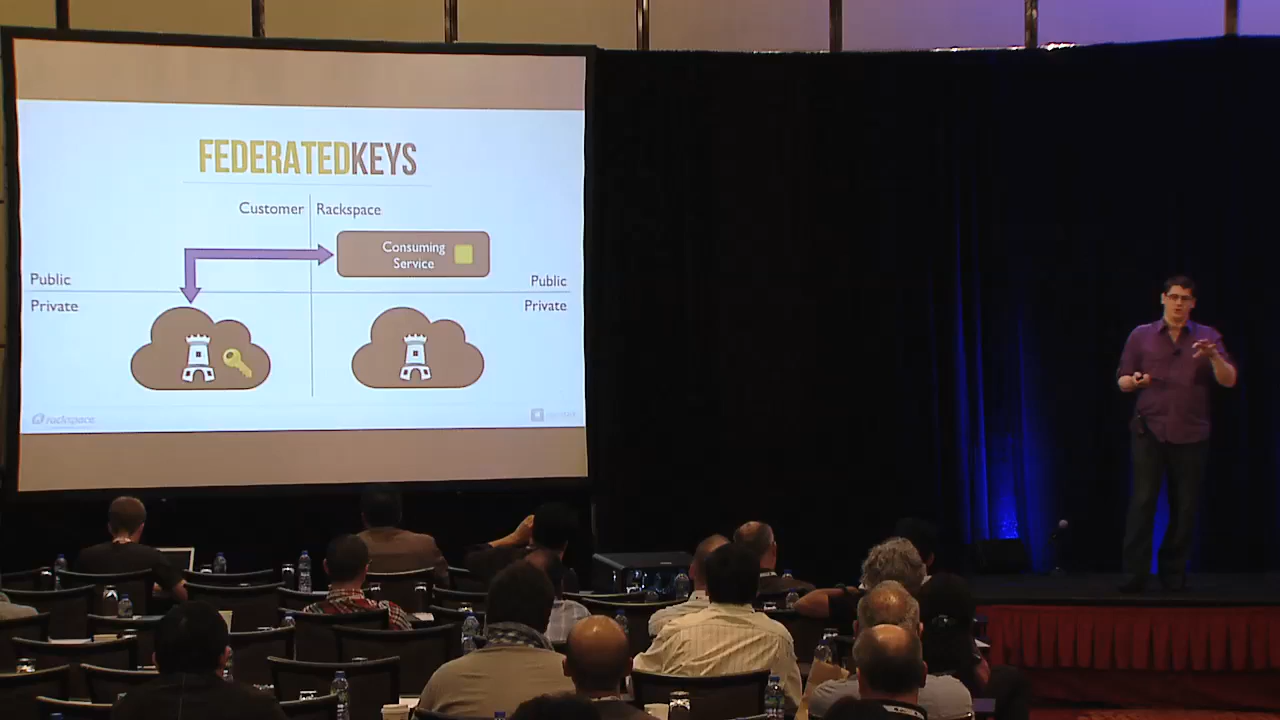 FEDERATEDKEYS
Customer Rackspace
Consuming
Service
Public Public
Private Private
rackspace